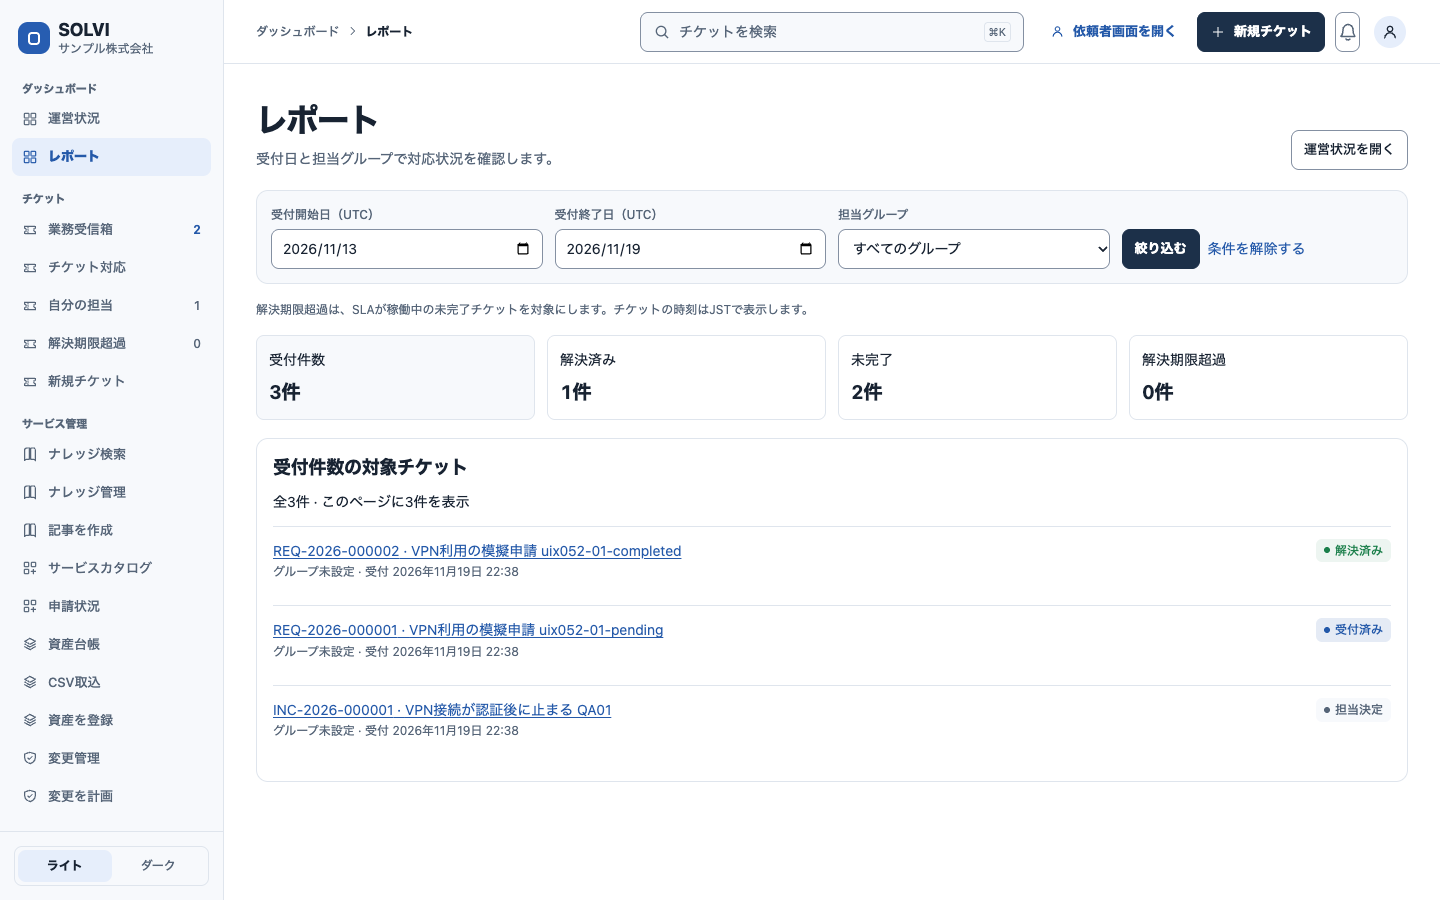 SOLVI
サンプル株式会社
ダッシュボード
運営状況
レポート
チケット
業務受信箱 2
チケット対応
自分の担当 1
解決期限超過 0
新規チケット
サービス管理
ナレッジ検索
ナレッジ管理
記事を作成
サービスカタログ
申請状況
資産台帳
CSV取込
資産を登録
変更管理
変更を計画
ライト ダーク
ダッシュボード > レポート
チケットを検索 ⌘K
依頼者画面を開く
+ 新規チケット
レポート
受付日と担当グループで対応状況を確認します。
運営状況を開く
受付開始日（UTC） 受付終了日（UTC） 担当グループ
2026/11/13 2026/11/19 すべてのグループ 絞り込む 条件を解除する
解決期限超過は、SLAが稼働中の未完了チケットを対象にします。チケットの時刻はJSTで表示します。
受付件数 解決済み 未完了 解決期限超過
3件 1件 2件 0件
受付件数の対象チケット
全3件 · このページに3件を表示
REQ-2026-000002 · VPN利用の模擬申請 uix052-01-completed 解決済み
グループ未設定 · 受付 2026年11月19日 22:38
REQ-2026-000001 · VPN利用の模擬申請 uix052-01-pending 受付済み
グループ未設定 · 受付 2026年11月19日 22:38
INC-2026-000001 · VPN接続が認証後に止まる QA01 担当決定
グループ未設定 · 受付 2026年11月19日 22:38